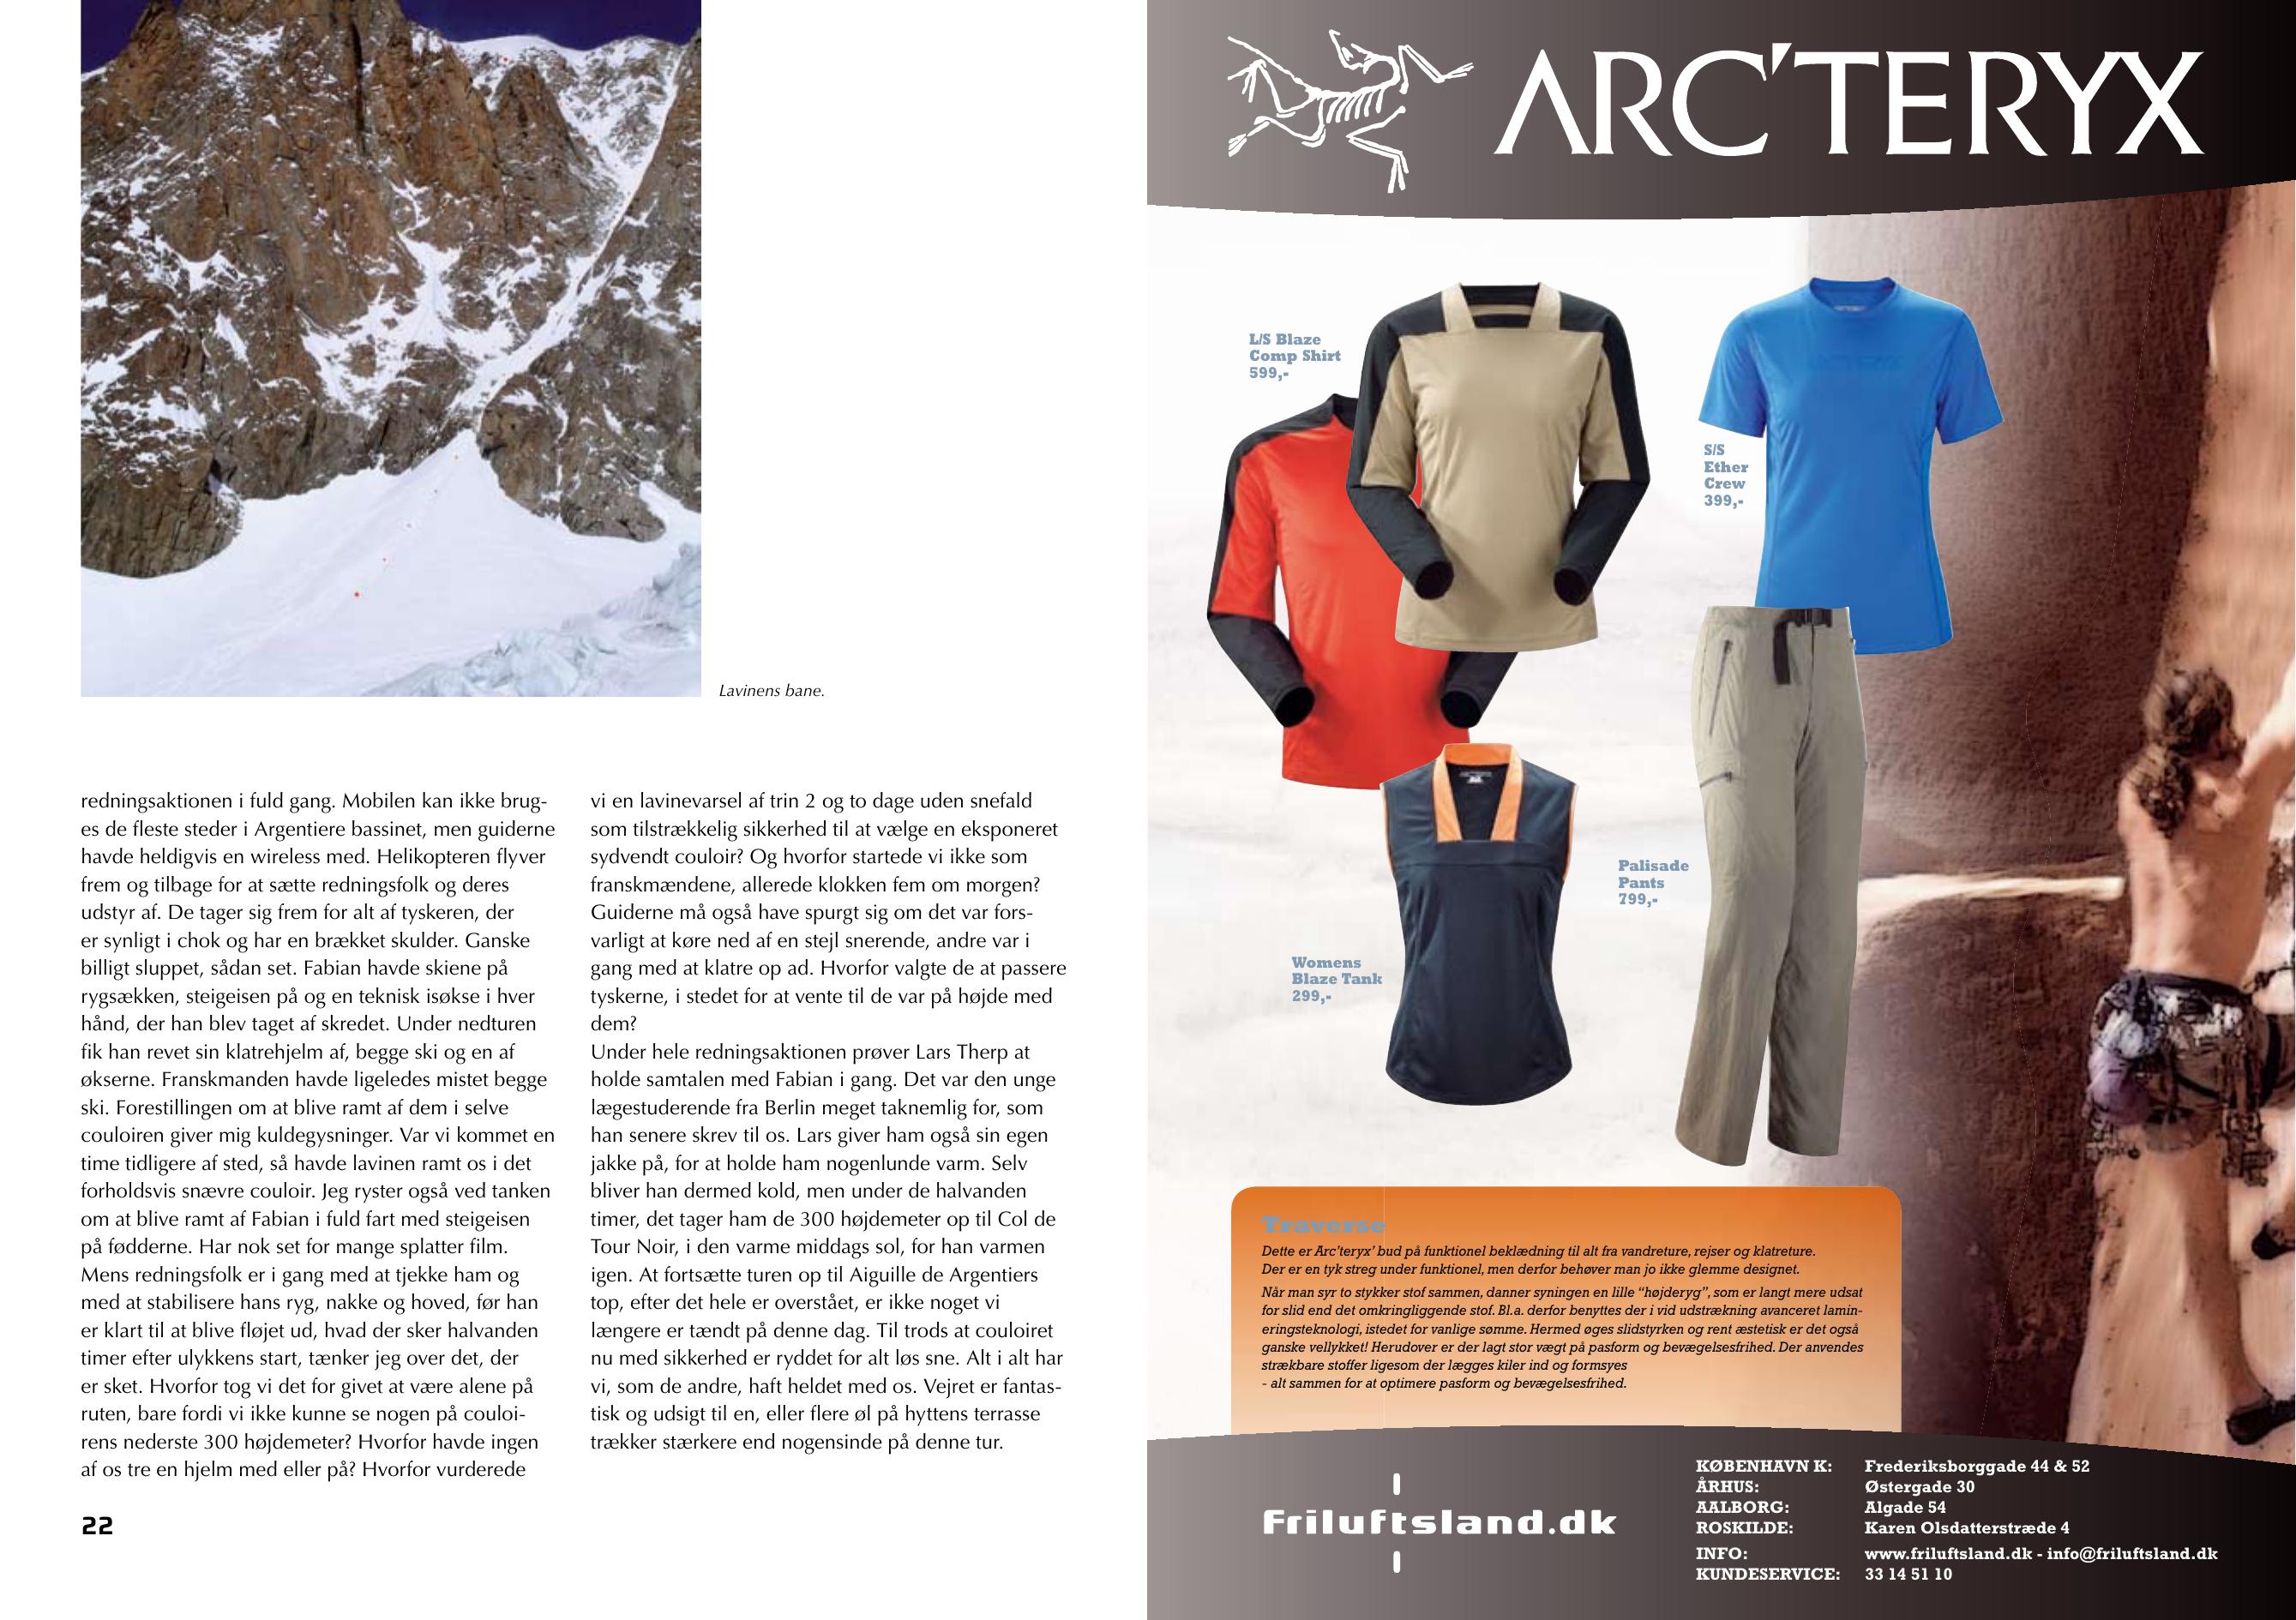 Lavinens bane.
redningsaktionen i fuld gang. Mobilen kan ikke brug-
es de fleste steder i Argentiere bassinet, men guiderne
havde heldigvis en wireless med. Helikopteren flyver
frem og tilbage for at sætte redningsfolk og deres
udstyr af. De tager sig frem for alt af tyskeren, der
er synligt i chok og har en brækket skulder. Ganske
billigt sluppet, sådan set. Fabian havde skiene på
rygsækken, steigeisen på og en teknisk isøkse i hver
hånd, der han blev taget af skredet. Under nedturen
fik han revet sin klatrehjelm af, begge ski og en af
økserne. Franskmanden havde ligeledes mistet begge
ski. Forestillingen om at blive ramt af dem i selve
couloiren giver mig kuldegysninger. Var vi kommet en
time tidligere af sted, så havde lavinen ramt os i det
forholdsvis snævre couloir. Jeg ryster også ved tanken
om at blive ramt af Fabian i fuld fart med steigeisen
på fødderne. Har nok set for mange splatter film.
Mens redningsfolk er i gang med at tjekke ham og
med at stabilisere hans ryg, nakke og hoved, før han
er klart til at blive fløjet ud, hvad der sker halvanden
timer efter ulykkens start, tænker jeg over det, der
er sket. Hvorfor tog vi det for givet at være alene på
ruten, bare fordi vi ikke kunne se nogen på couloi-
rens nederste 300 højdemeter? Hvorfor havde ingen
af os tre en hjelm med eller på? Hvorfor vurderede
vi en lavinevarsel af trin 2 og to dage uden snefald
som tilstrækkelig sikkerhed til at vælge en eksponeret
sydvendt couloir? Og hvorfor startede vi ikke som
franskmændene, allerede klokken fem om morgen?
Guiderne må også have spurgt sig om det var fors-
varligt at køre ned af en stejl snerende, andre var i
gang med at klatre op ad. Hvorfor valgte de at passere
tyskerne, i stedet for at vente til de var på højde med
dem?
Under hele redningsaktionen prøver Lars Therp at
holde samtalen med Fabian i gang. Det var den unge
lægestuderende fra Berlin meget taknemlig for, som
han senere skrev til os. Lars giver ham også sin egen
jakke på, for at holde ham nogenlunde varm. Selv
bliver han dermed kold, men under de halvanden
timer, det tager ham de 300 højdemeter op til Col de
Tour Noir, i den varme middags sol, for han varmen
igen. At fortsætte turen op til Aiguille de Argentiers
top, efter det hele er overstået, er ikke noget vi
længere er tændt på denne dag. Til trods at couloiret
nu med sikkerhed er ryddet for alt løs sne. Alt i alt har
vi, som de andre, haft heldet med os. Vejret er fantas-
tisk og udsigt til en, eller flere øl på hyttens terrasse
trækker stærkere end nogensinde på denne tur.
22
ARC'TERYX
L/S Blaze
Comp Shirt
599,-
S/S
Ether
Crew
399,-
Palisade
Pants
799,-
Womens
Blaze Tank
299,-
Traverse
Dette er Arc'teryx' bud på funktionel beklædning til alt fra vandreture, rejser og klatreture.
Der er en tyk streg under funktionel, men derfor behøver man jo ikke glemme designet.
Når man syr to stykker stof sammen, danner syningen en lille “højderyg”, som er langt mere udsat
for slid end det omkringliggende stof. Bl.a. derfor benyttes der i vid udstrækning avanceret lamin-
eringsteknologi, istedet for vanlige sømme. Hermed øges slidstyrken og rent æstetisk er det også
ganske vellykket! Herudover er der lagt stor vægt på pasform og bevægelsesfrihed. Der anvendes
strækbare stoffer ligesom der lægges kiler ind og formsyes
- alt sammen for at optimere pasform og bevægelsesfrihed.
Friluftsland.dk
KØBENHAVN K: Frederiksborggade 44 & 52
ÅRHUS: Østergade 30
AALBORG: Algade 54
ROSKILDE: Karen Olsdatterstræde 4
INFO: www.friluftsland.dk - info@friluftsland.dk
KUNDESERVICE: 33 14 51 10